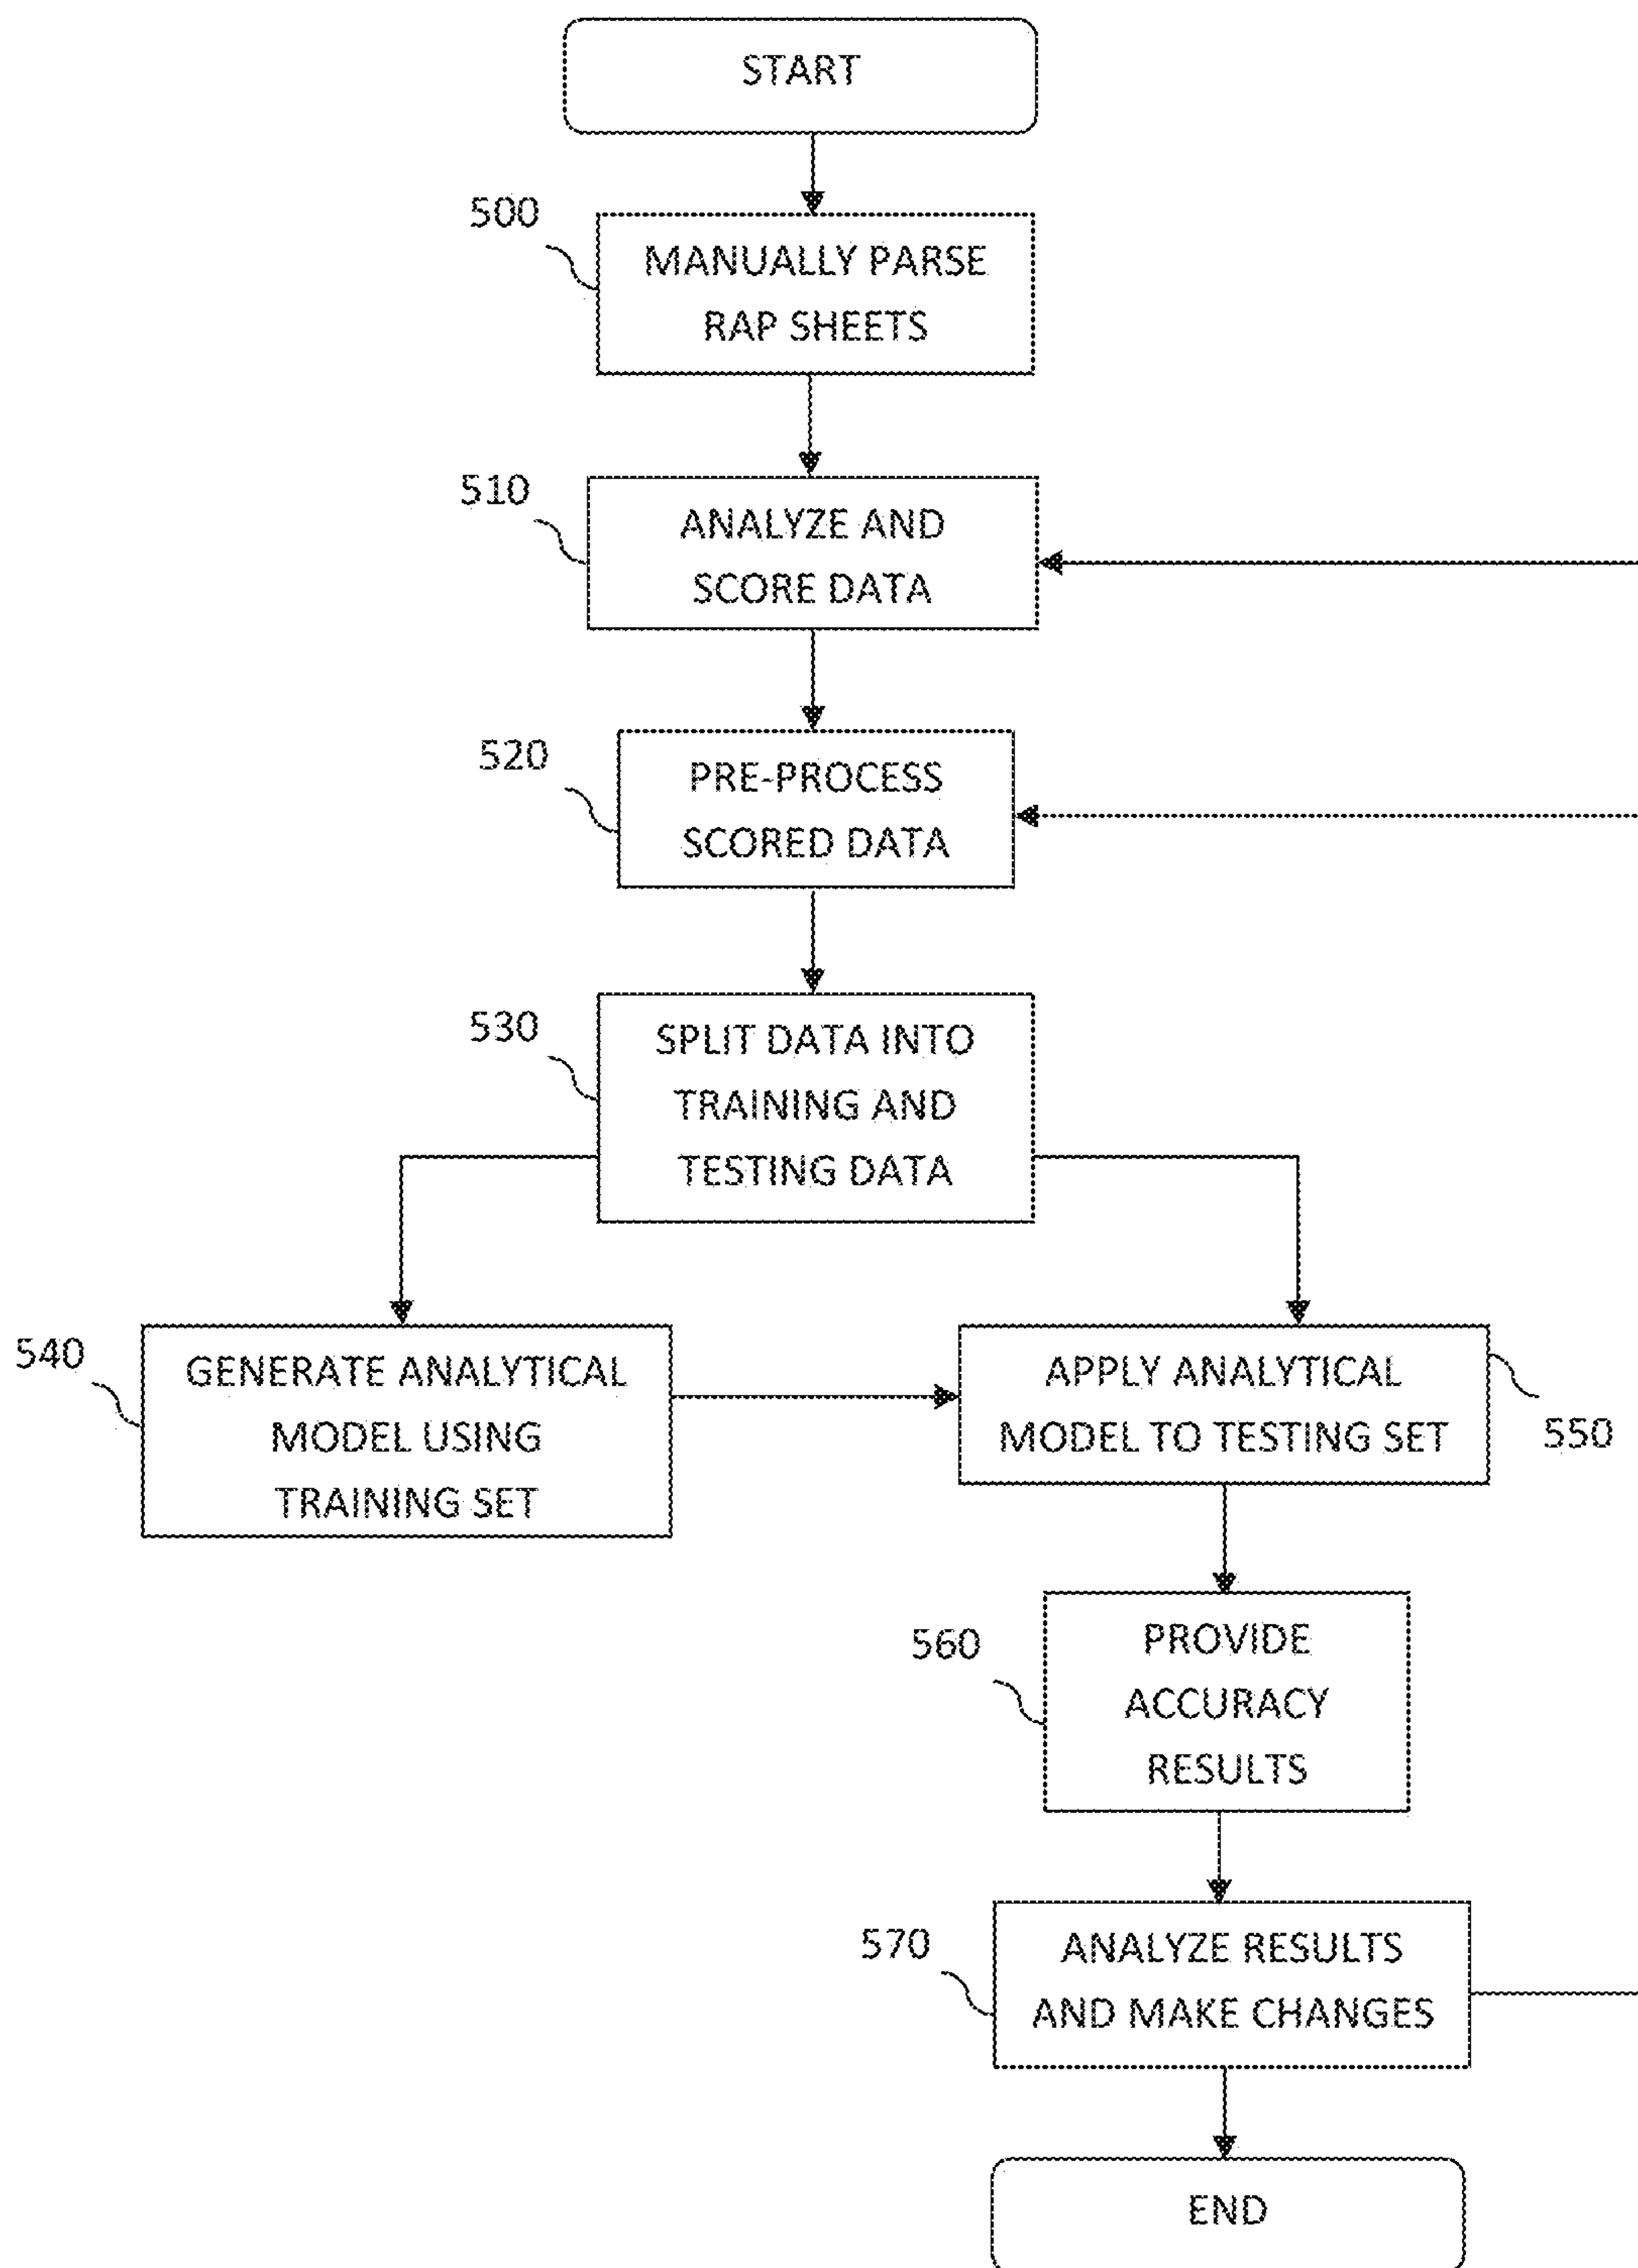 START
500
MANUALLY PARSE
RAP SHEETS
510
ANALYZE AND
SCORE DATA
520
PRE-PROCESS
SCORED DATA
530
SPLIT DATA INTO
TRAINING AND
TESTING DATA
540
GENERATE ANALYTICAL
MODEL USING
TRAINING SET
APPLY ANALYTICAL
MODEL TO TESTING SET
550
560
PROVIDE
ACCURACY
RESULTS
570
ANALYZE RESULTS
AND MAKE CHANGES
END